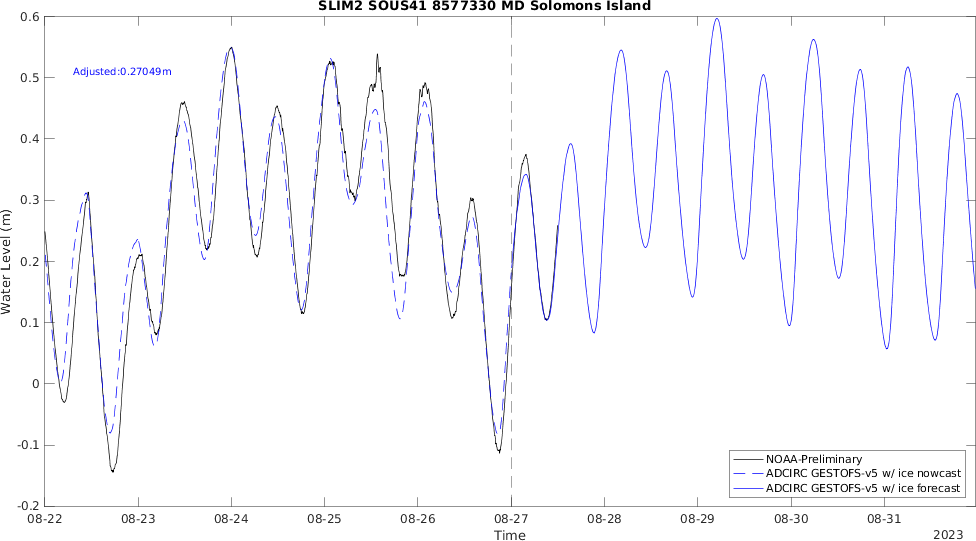 SLIM2 SOUS41 8577330 MD Solomons Island
0.6
Adjusted:0.27049m
0.5
0.4
0.3
0.2
0.1
0
-0.1
-0.2
Water Level (m)
NOAA-Preliminary
ADCIRC GESTOFS-v5 w/ ice nowcast
ADCIRC GESTOFS-v5 w/ ice forecast
08-22 08-23 08-24 08-25 08-26 08-27 08-28 08-29 08-30 08-31
Time
2023